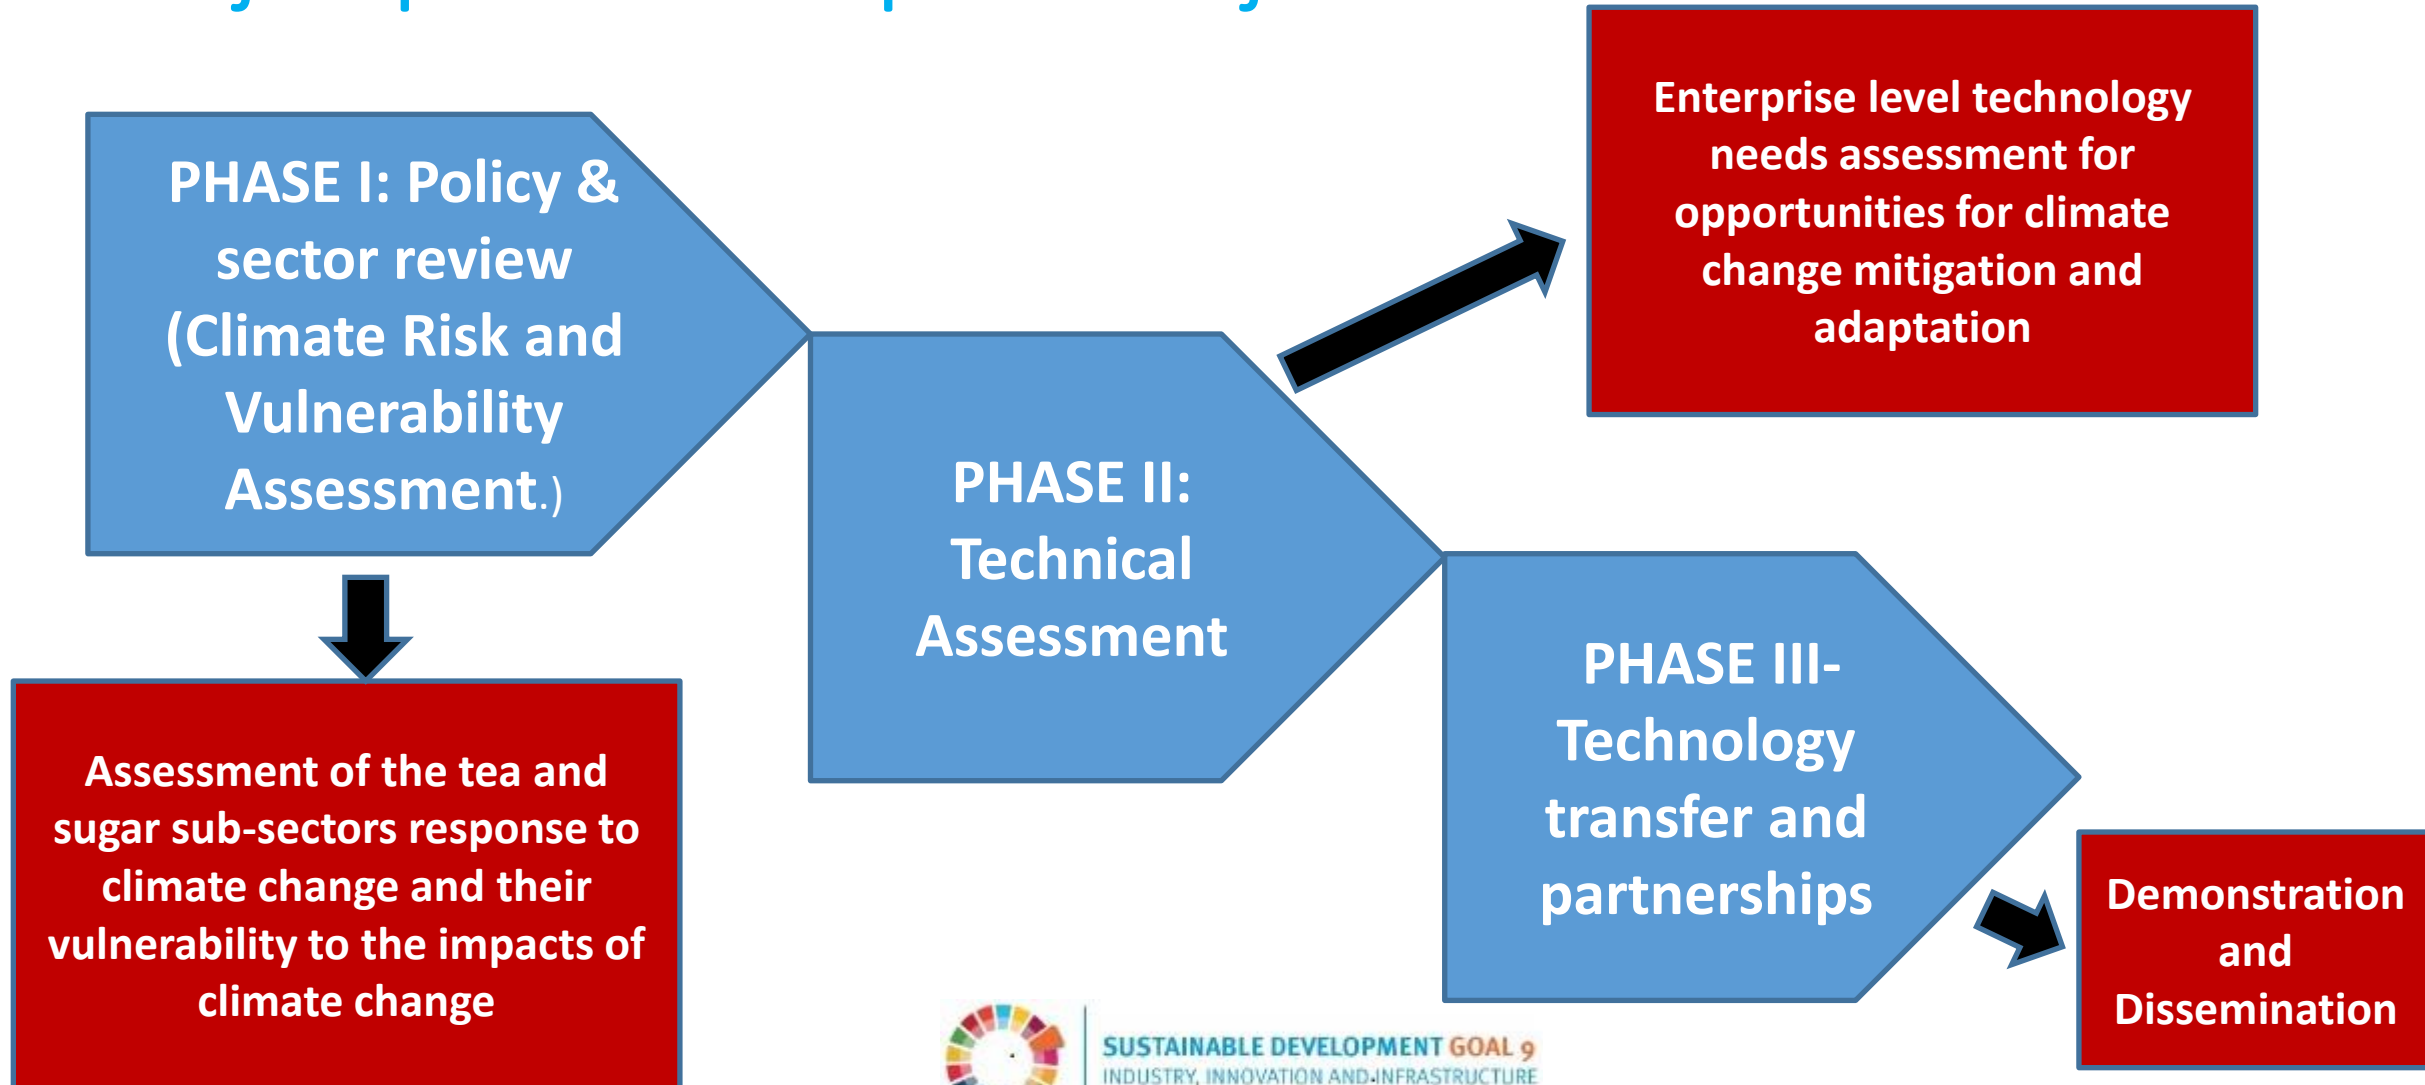 PHASE I: Policy &
sector review
(Climate Risk and
Vulnerability
Assessment.)
Enterprise level technology
needs assessment for
opportunities for climate
change mitigation and
adaptation
PHASE II:
Technical
Assessment
PHASE III-
Technology
transfer and
partnerships
Assessment of the tea and
sugar sub-sectors response to
climate change and their
vulnerability to the impacts of
climate change
Demonstration
and
Dissemination
SUSTAINABLE DEVELOPMENT GOAL 9
INDUSTRY, INNOVATION AND INFRASTRUCTURE